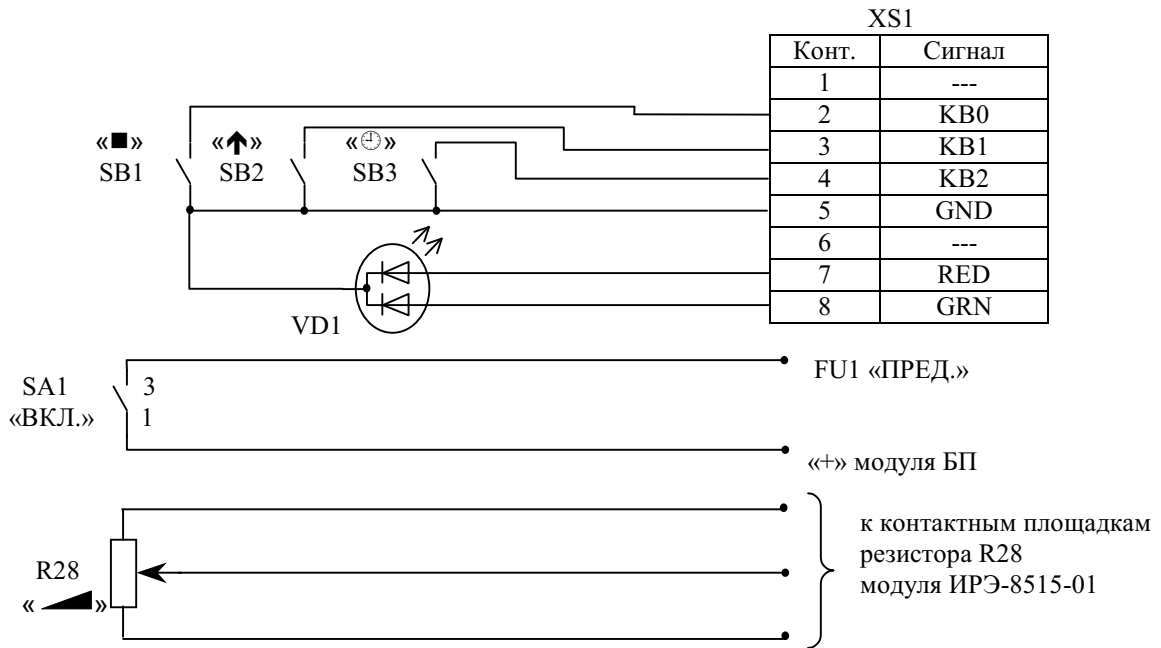 XS1
Конт. Сигнал
1 ---
2 KB0
3 KB1
4 KB2
5 GND
6 ---
7 RED
8 GRN
«■» «🡩» «🕘»
SB1 SB2 SB3
VD1
SA1 3
«ВКЛ.» 1
FU1 «ПРЕД.»
«+» модуля БП
R28
« »
к контактным площадкам
резистора R28
модуля ИРЭ-8515-01